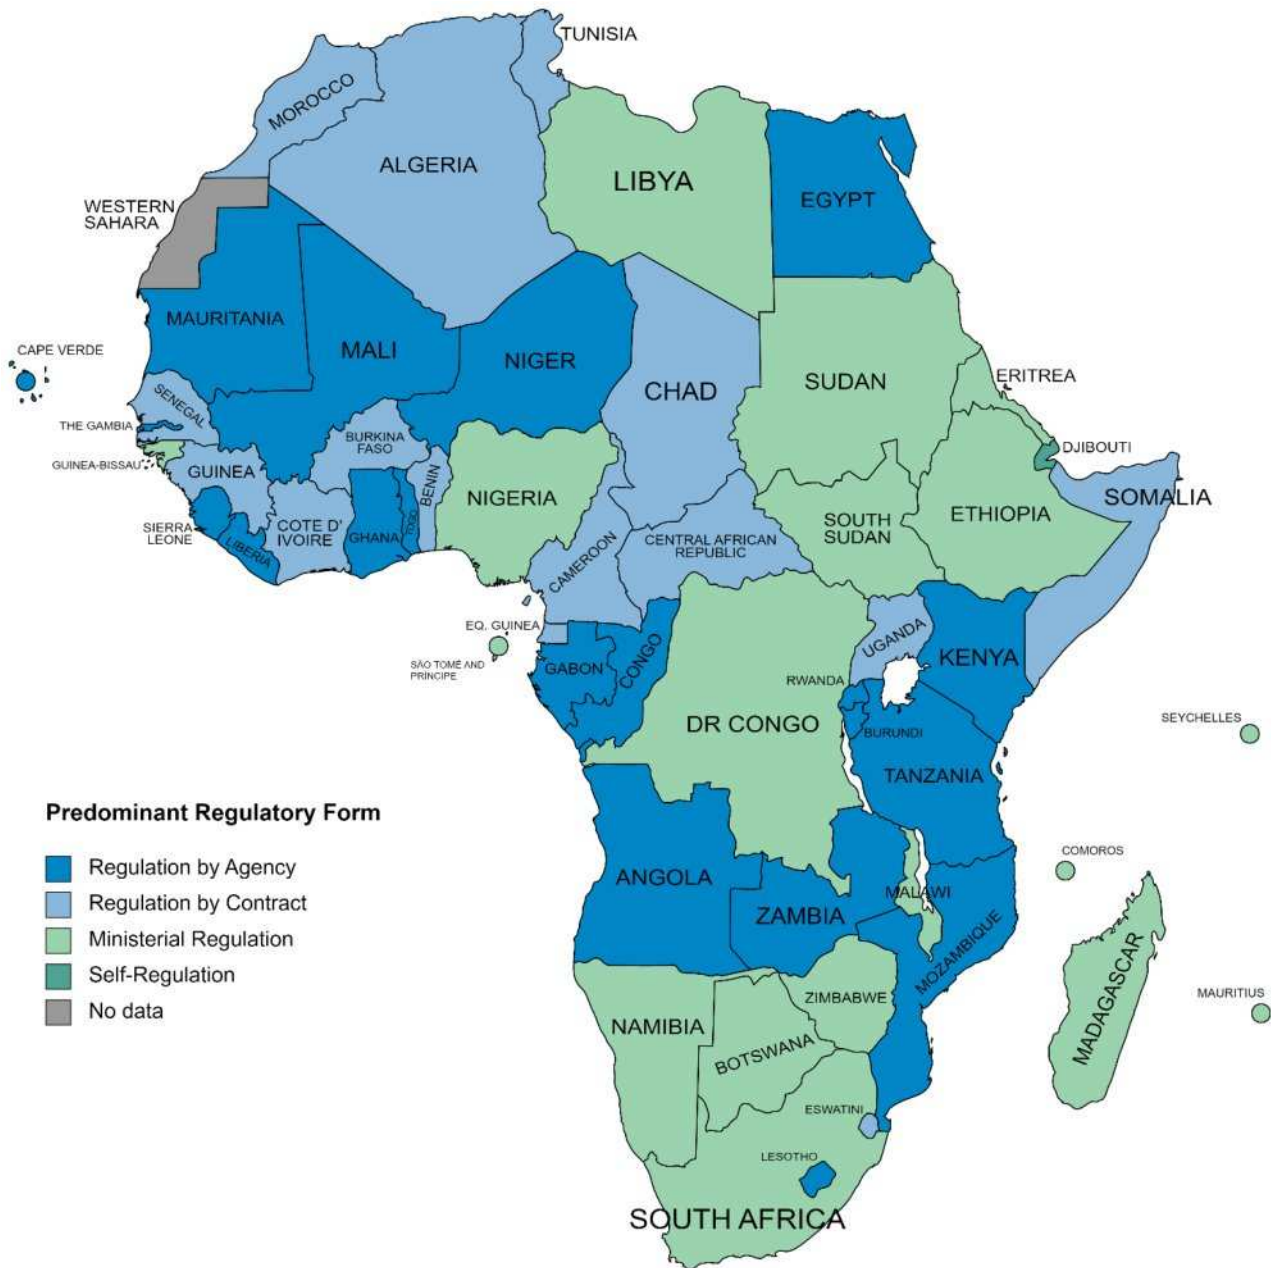 TUNISIA
MOROCCO
ALGERIA
LIBYA
EGYPT
WESTERN
SAHARA
MAURITANIA
MALI
NIGER
CHAD
SUDAN
ERITREA
CAPE VERDE
SENEGAL
THE GAMBIA
GUINEA-BISSAU
GUINEA
BURKINA
FASO
BENIN
NIGERIA
DJIBOUTI
SOMALIA
ETHIOPIA
SOUTH
SUDAN
SIERRA
LEONE
LIBERIA
COTE D'
IVOIRE
GHANA
TOGO
CAMEROON
CENTRAL AFRICAN
REPUBLIC
EQ. GUINEA
SÃO TOMÉ AND
PRÍNCIPE
GABON
CONGO
UGANDA
KENYA
RWANDA
DR CONGO
BURUNDI
TANZANIA
SEYCHELLES
Predominant Regulatory Form
Regulation by Agency
Regulation by Contract
Ministerial Regulation
Self-Regulation
No data
ANGOLA
ZAMBIA
MALAWI
COMOROS
MOZAMBIQUE
MADAGASCAR
MAURITIUS
ZIMBABWE
NAMIBIA
BOTSWANA
ESWATINI
LESOTHO
SOUTH AFRICA